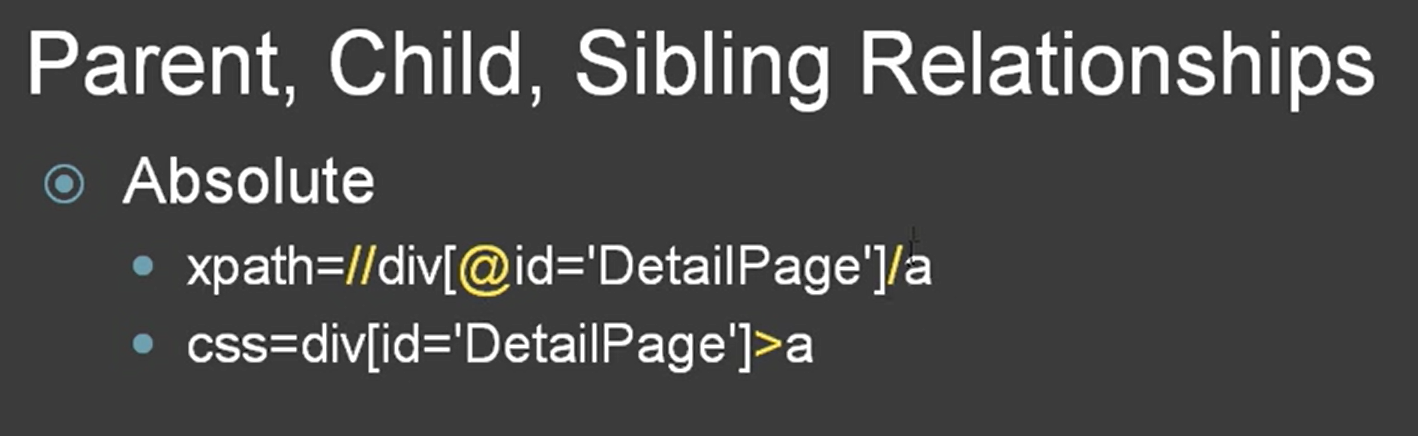 Parent, Child, Sibling Relationships
Absolute
xpath=//div[@id='DetailPage']/a
css=div[id='DetailPage']>a